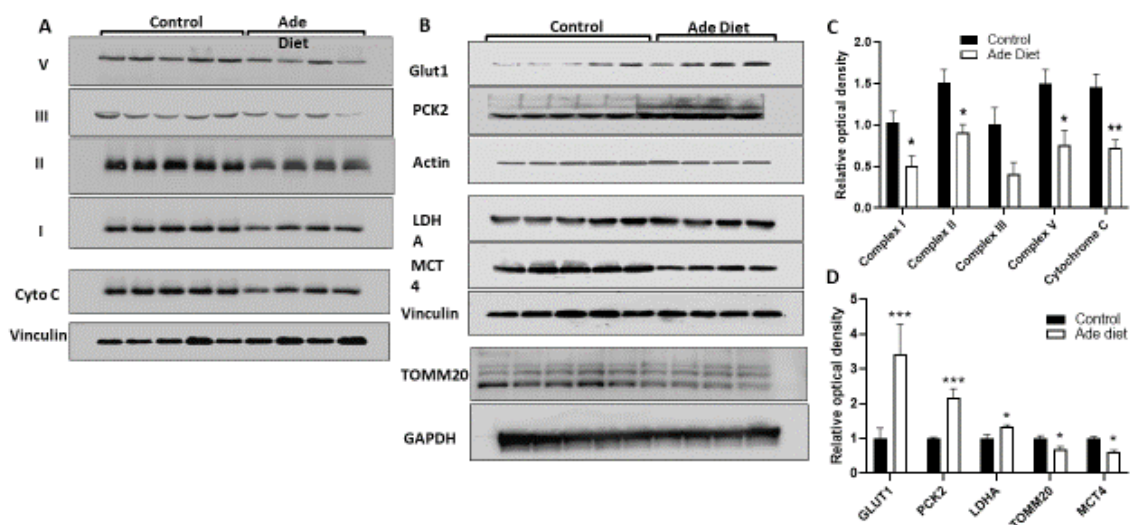 A
Control
Ade
Diet
V
III
II
I
Cyto C
Vinculin
B
Control
Ade Diet
Glut1
PCK2
Actin
LDH
A
MCT
4
Vinculin
TOMM20
GAPDH
C
Control
Ade Diet
Relative optical density
2.0
1.5
1.0
0.5
0.0
*
*
*
**
Complex I
Complex II
Complex III
Complex V
Cytochrome C
D
Control
Ade diet
Relative optical density
5
4
3
2
1
0
***
***
*
*
*
GLUT1
PCK2
LDHA
TOMM20
MCT4